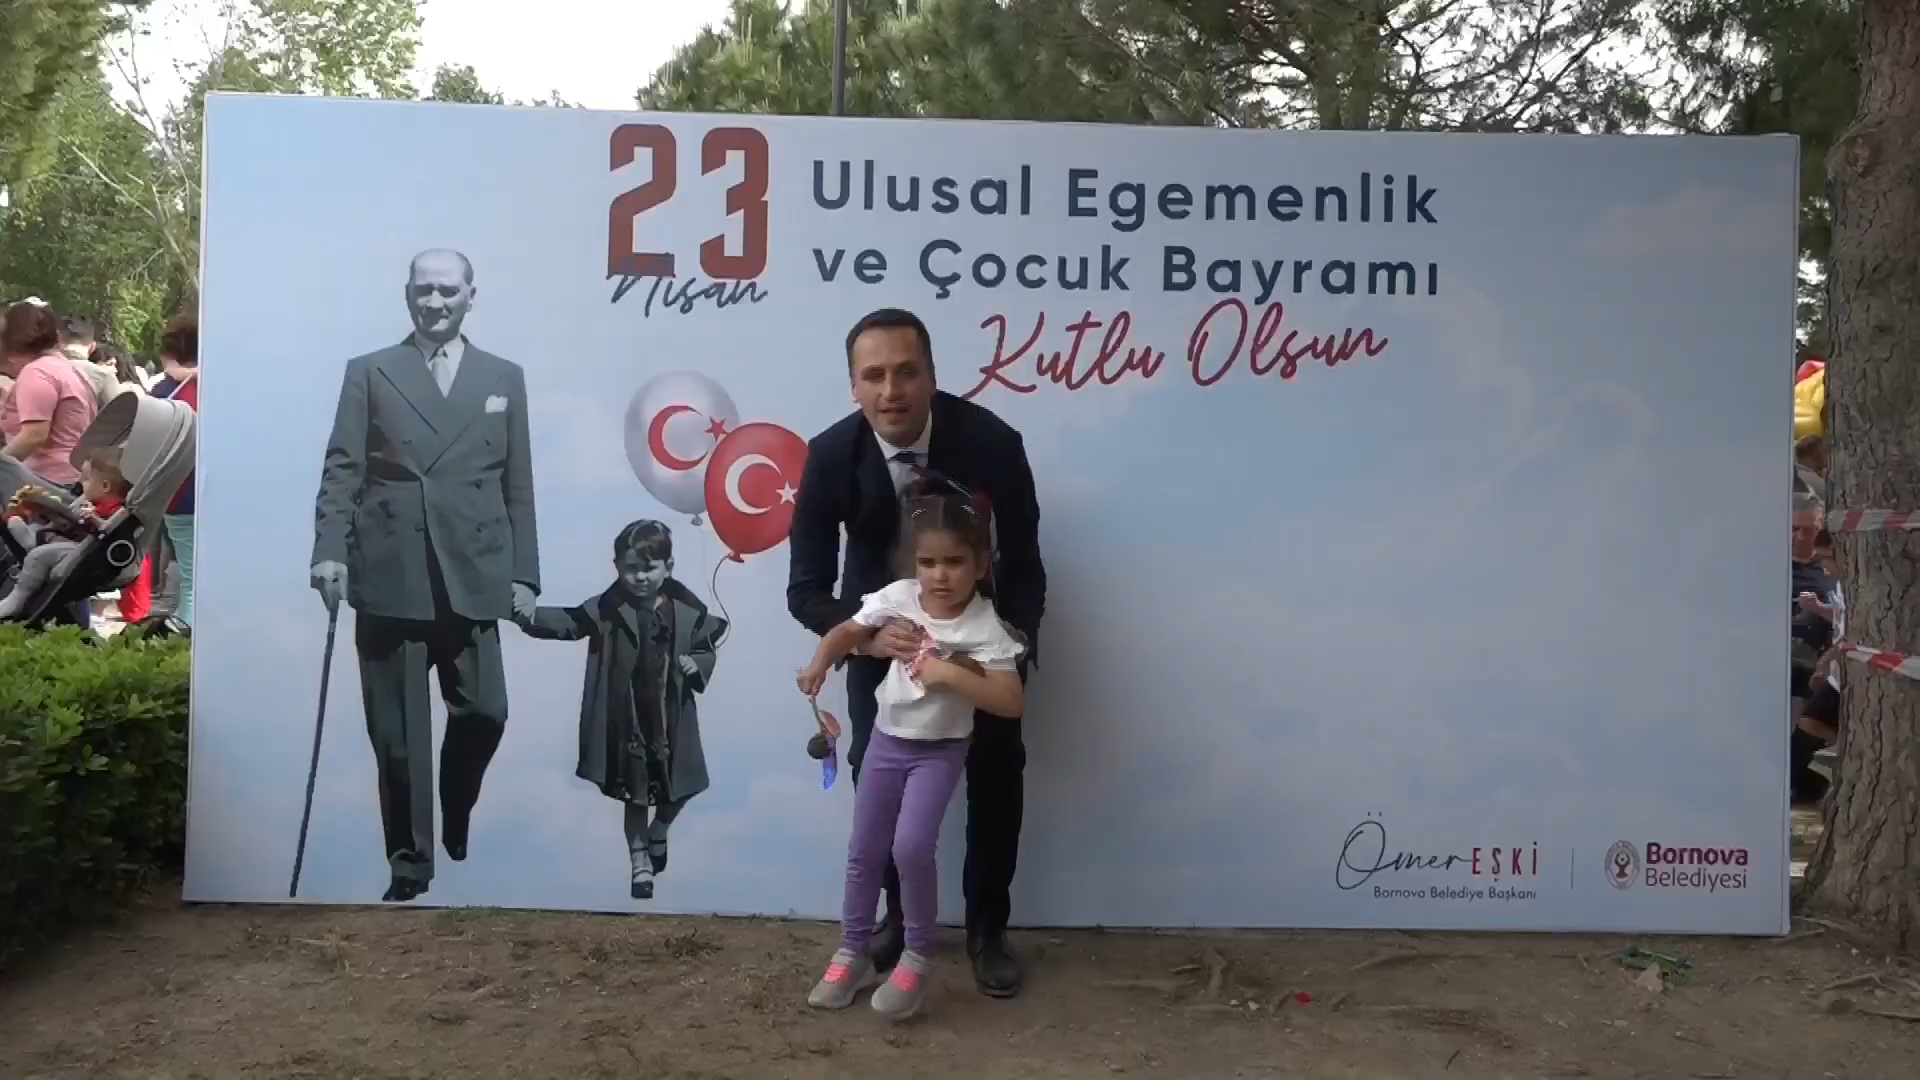 23
Nisan
Ulusal Egemenlik
ve Çocuk Bayramı
Kutlu Olsun
Ömer EŞKİ
Bornova Belediye Başkanı
Bornova
Belediyesi